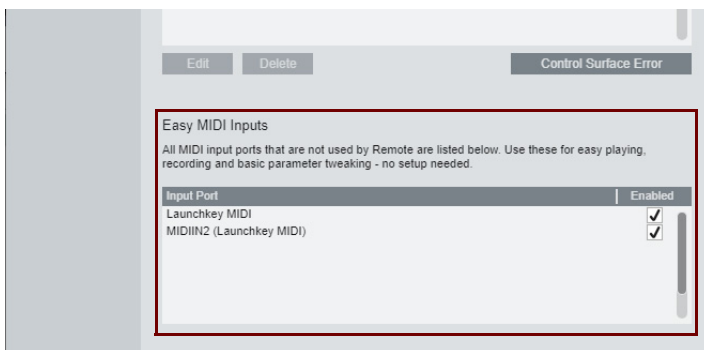 Edit Delete Control Surface Error
Easy MIDI Inputs
All MIDI input ports that are not used by Remote are listed below. Use these for easy playing,
recording and basic parameter tweaking - no setup needed.
Input Port Enabled
Launchkey MIDI
MIDIIN2 (Launchkey MIDI)